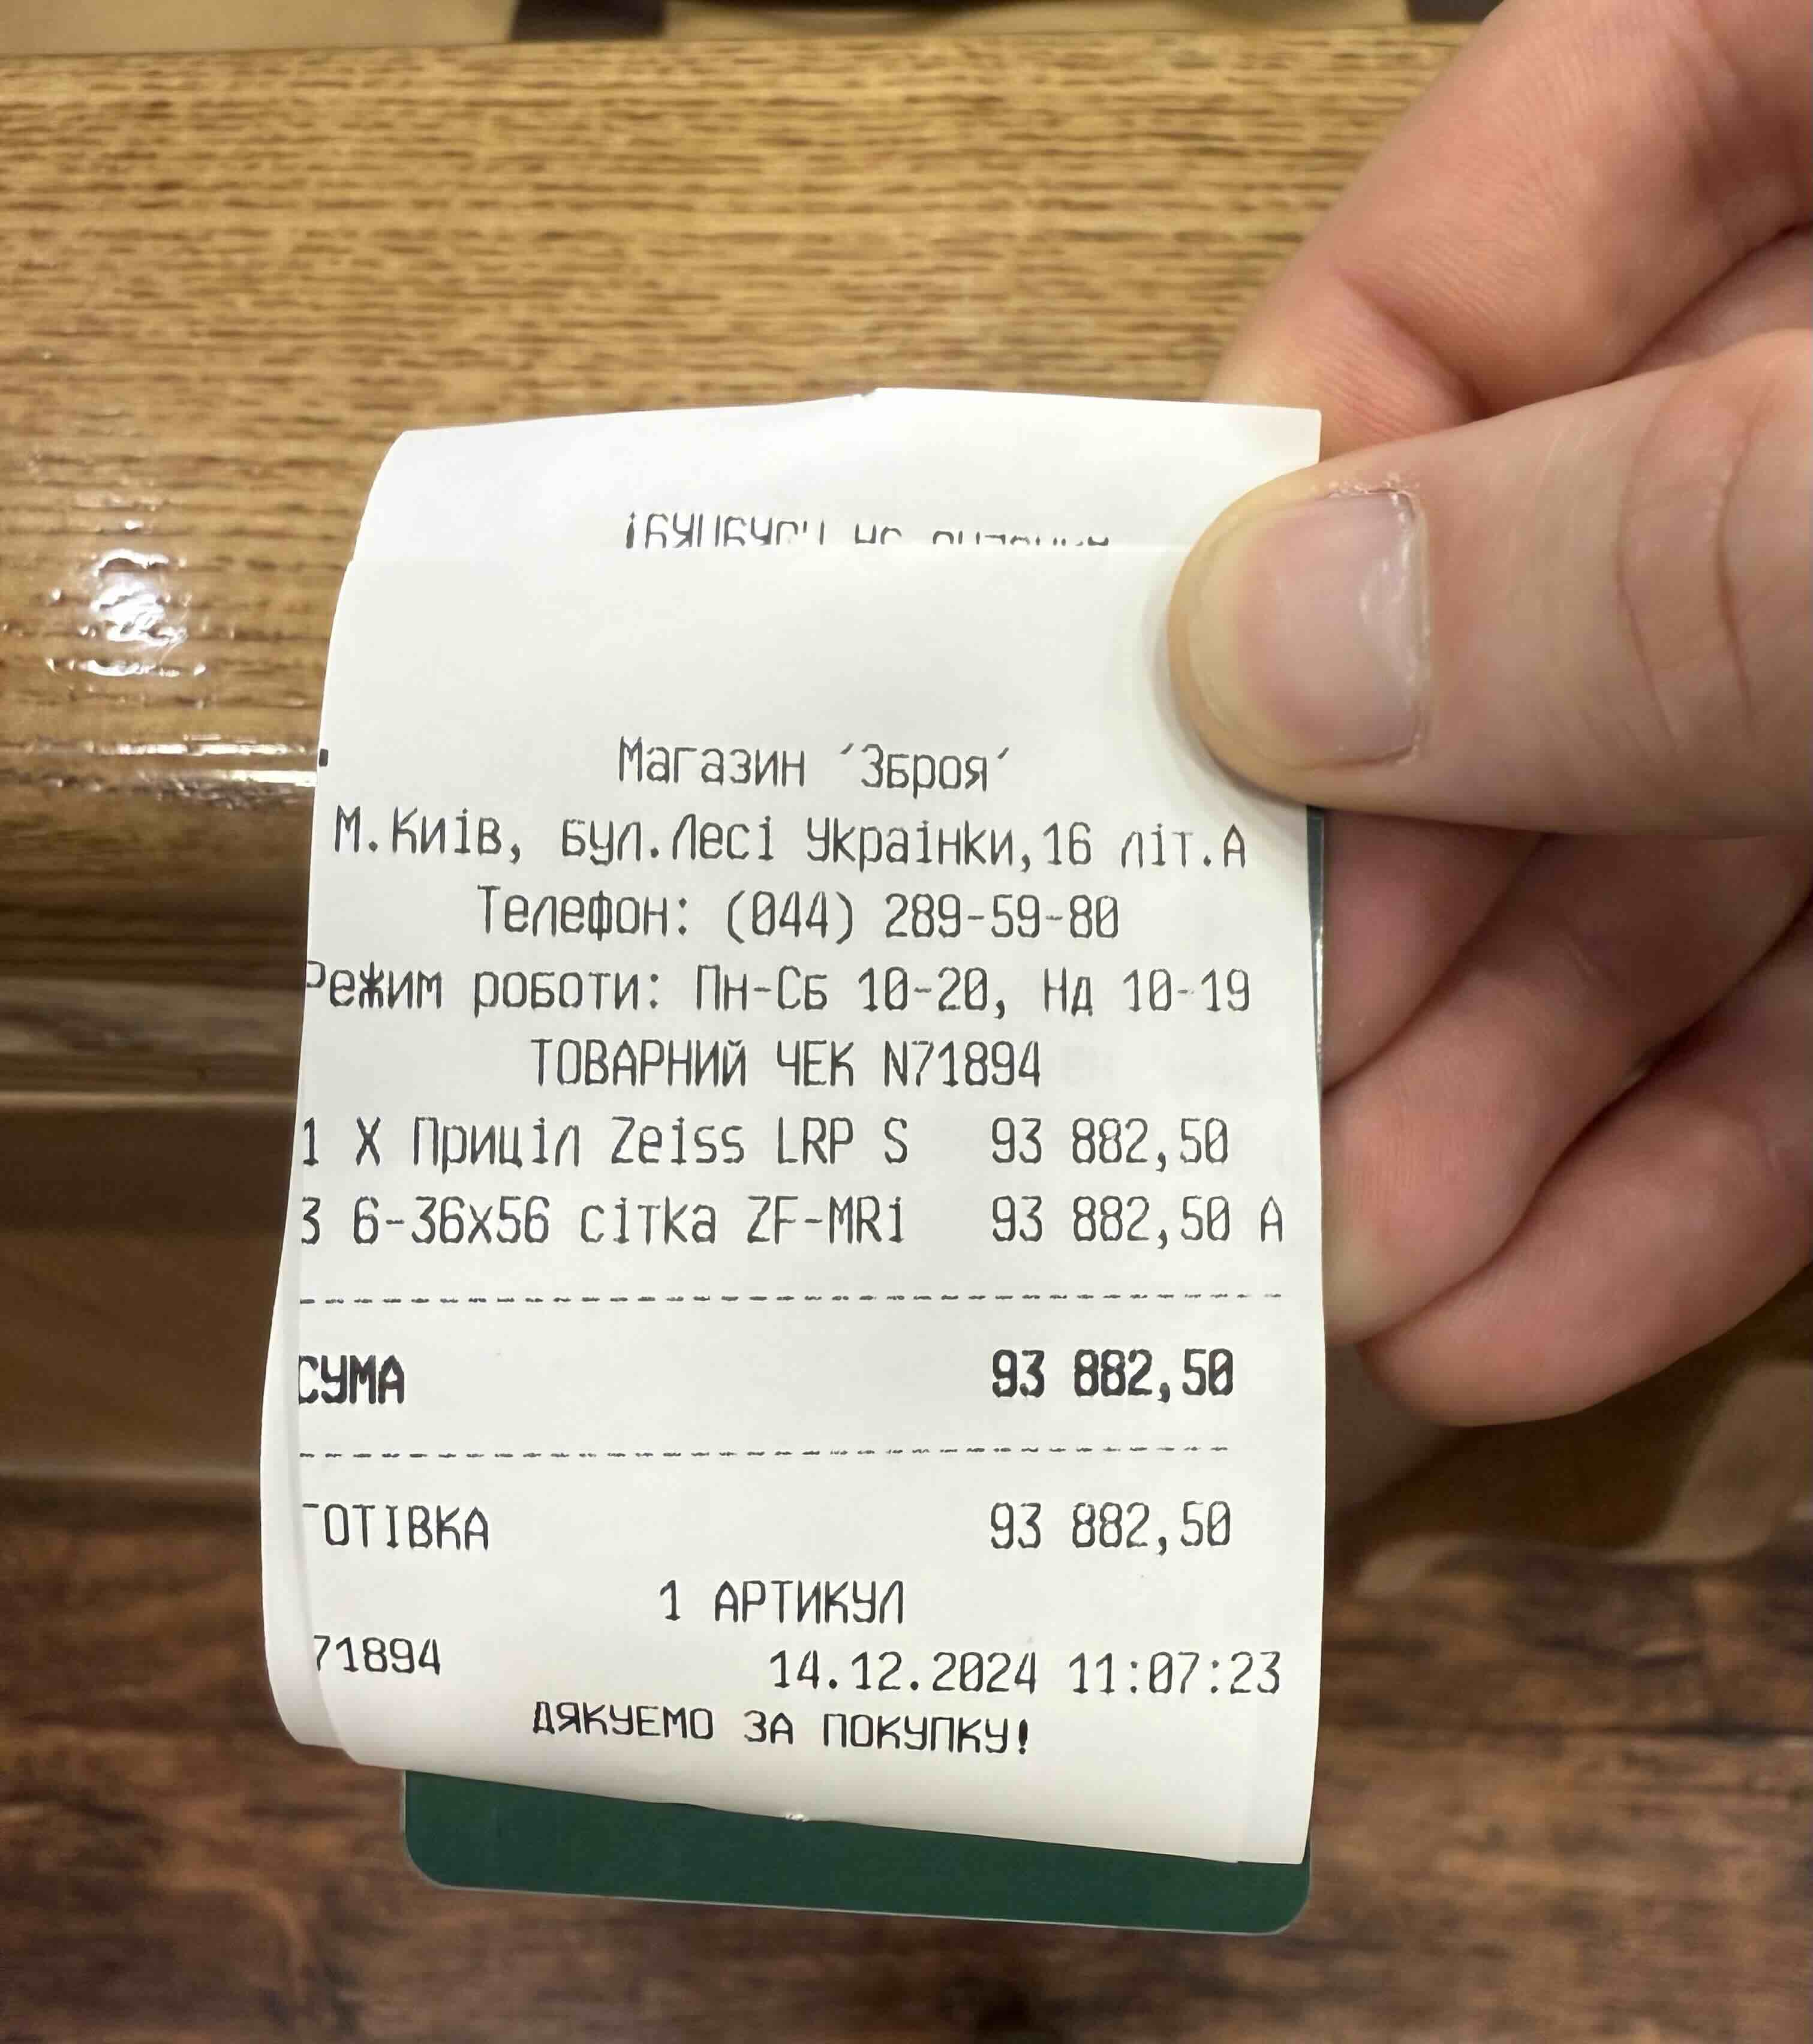 Магазин ´Зброя´
М.Київ, бул.Лесі Українки,16 літ.А
Телефон: (044) 289-59-80
Режим роботи: Пн-Сб 10-20, Нд 10-19
ТОВАРНИЙ ЧЕК N71894
1 X Приціл Zeiss LRP S 93 882,50
3 6-36x56 сітка ZF-MRi 93 882,50 А
СУМА 93 882,50
ГОТІВКА 93 882,50
1 АРТИКУЛ
71894 14.12.2024 11:07:23
ДЯКУЕМО ЗА ПОКУПКУ!